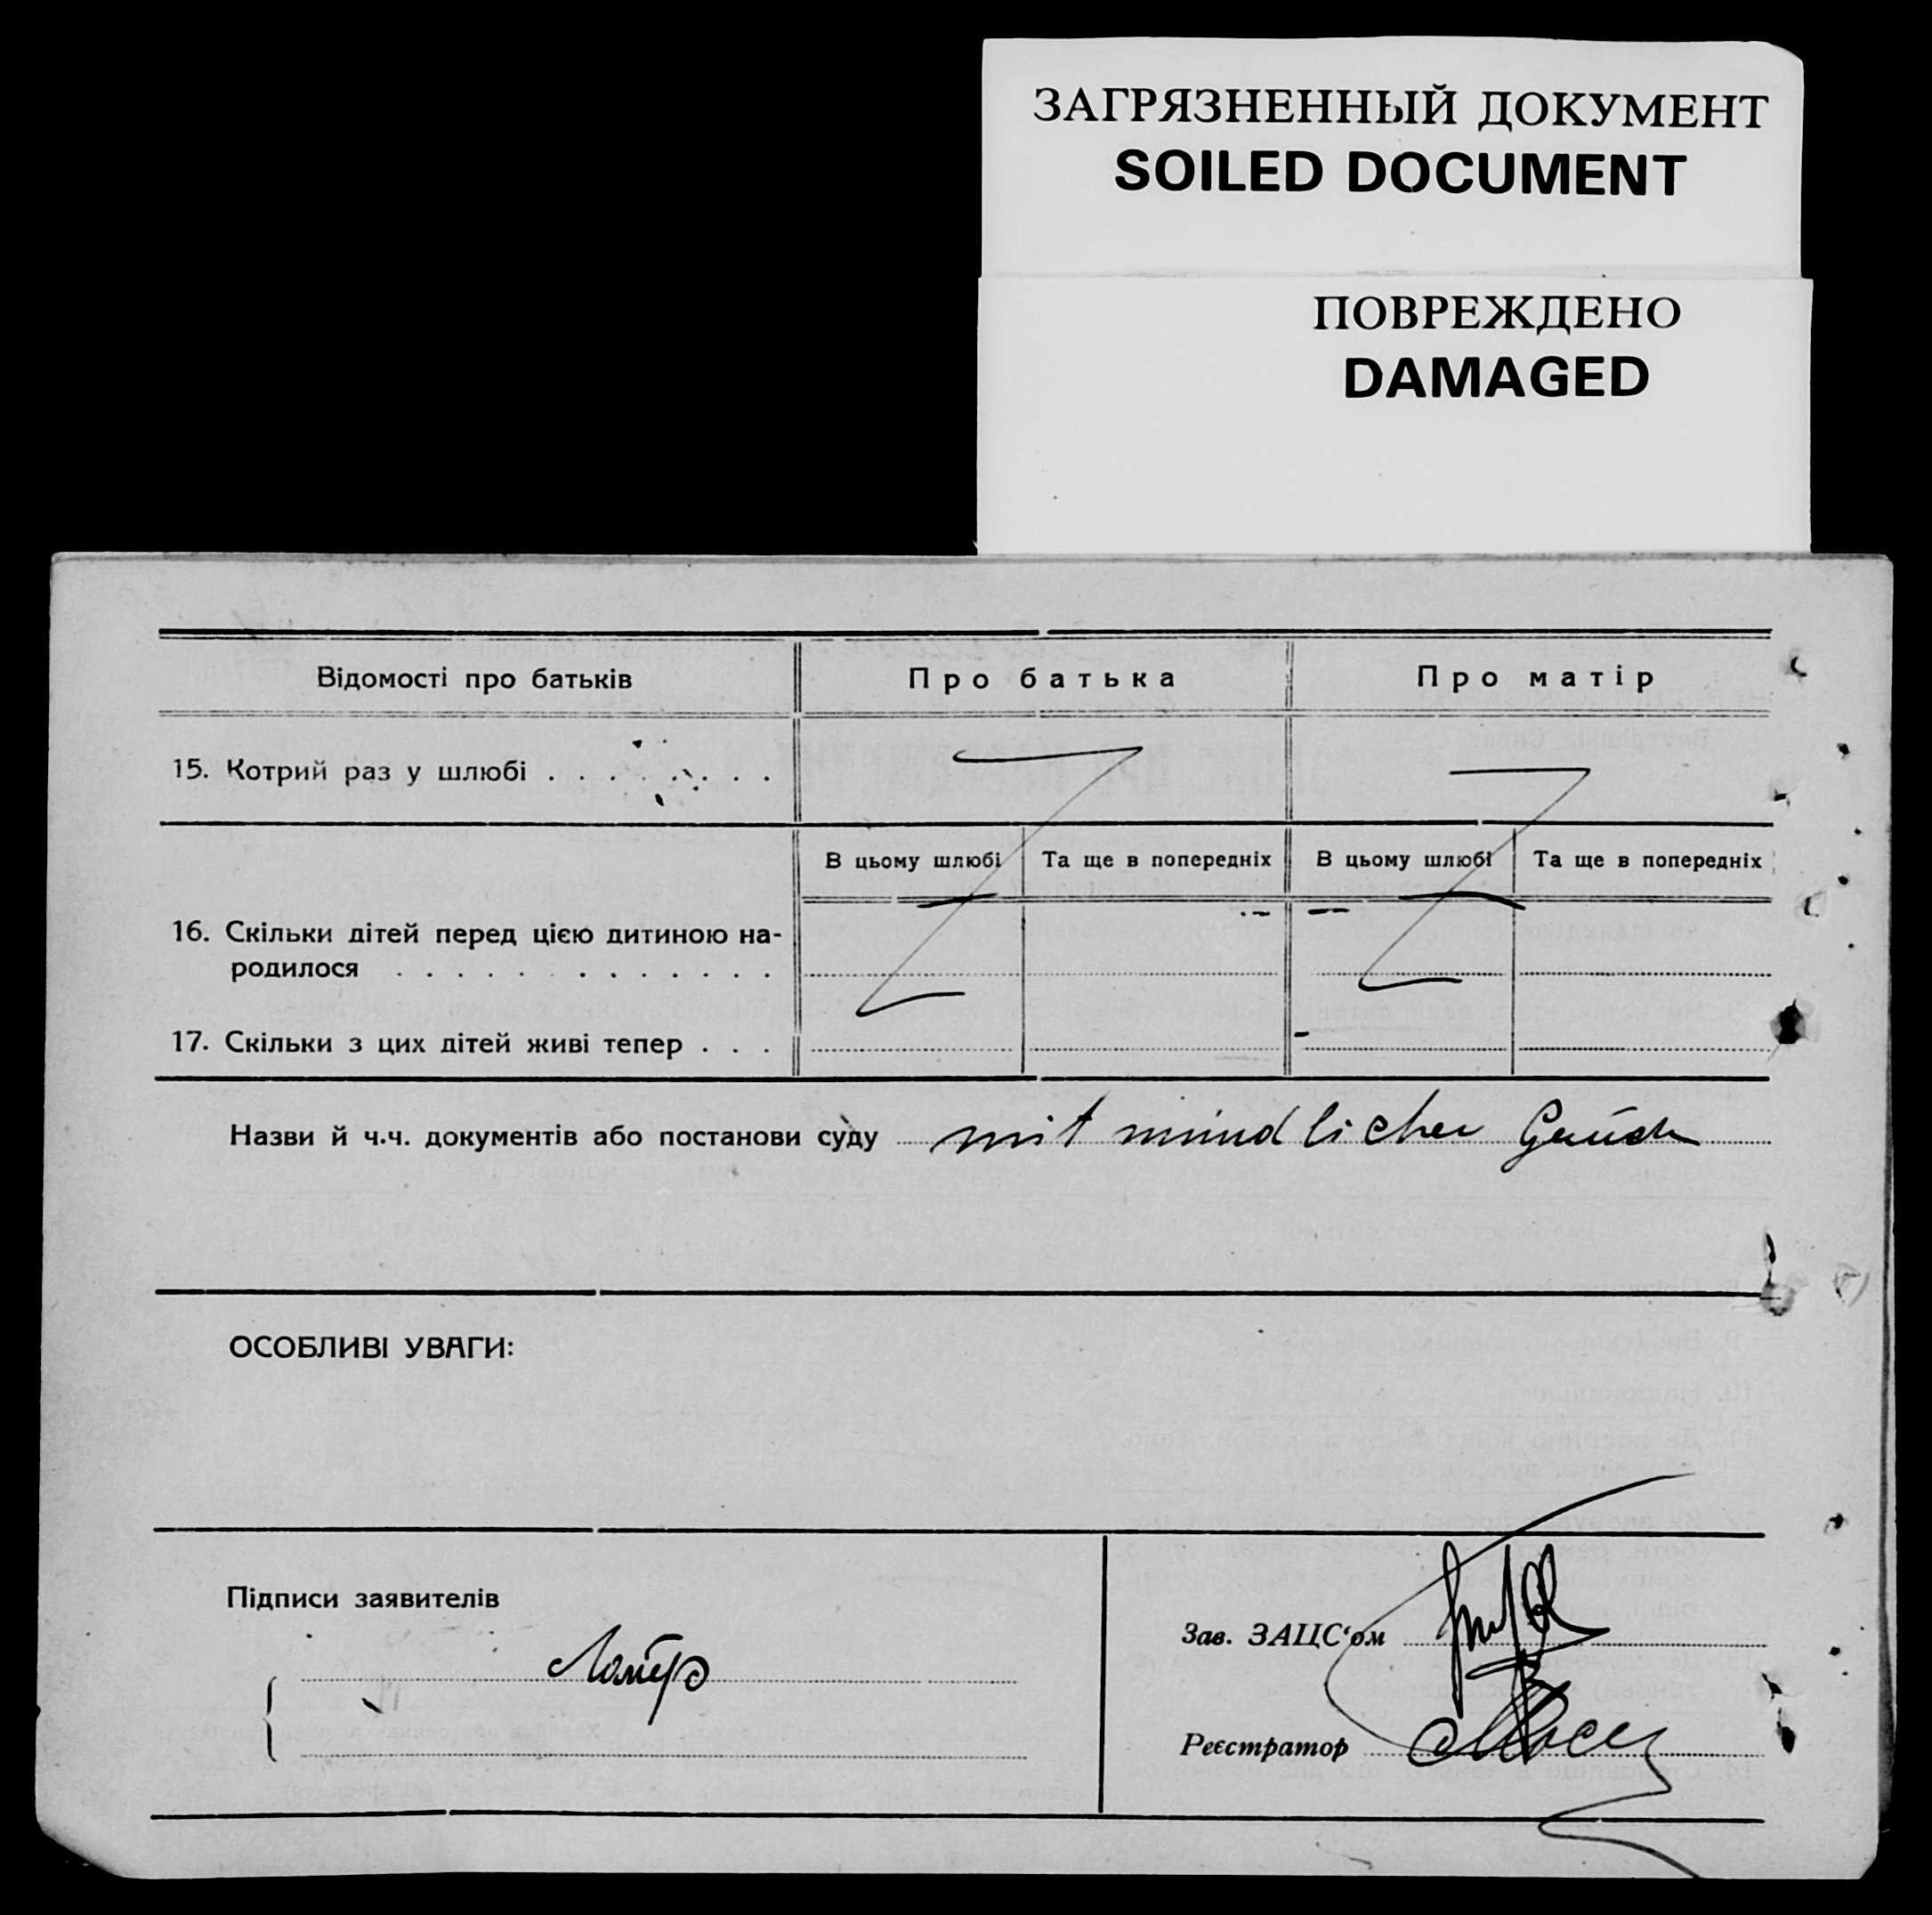 ЗАГРЯЗНЕННЫЙ ДОКУМЕНТ
SOILED DOCUMENT
ПОВРЕЖДЕНО
DAMAGED
Відомості про батьків Про батька Про матір
15. Котрий раз у шлюбі . . . . . . . .
В цьому шлюбі Та ще в попередніх В цьому шлюбі Та ще в попередніх
16. Скільки дітей перед цією дитиною на-
родилося . . . . . . . . . . . . .
17. Скільки з цих дітей живі тепер . . .
Назви й ч.ч. документів або постанови суду mit mündlicher
ОСОБЛИВІ УВАГИ:
Підписи заявителів
Зав. ЗАЦС‘ом
Реєстратор